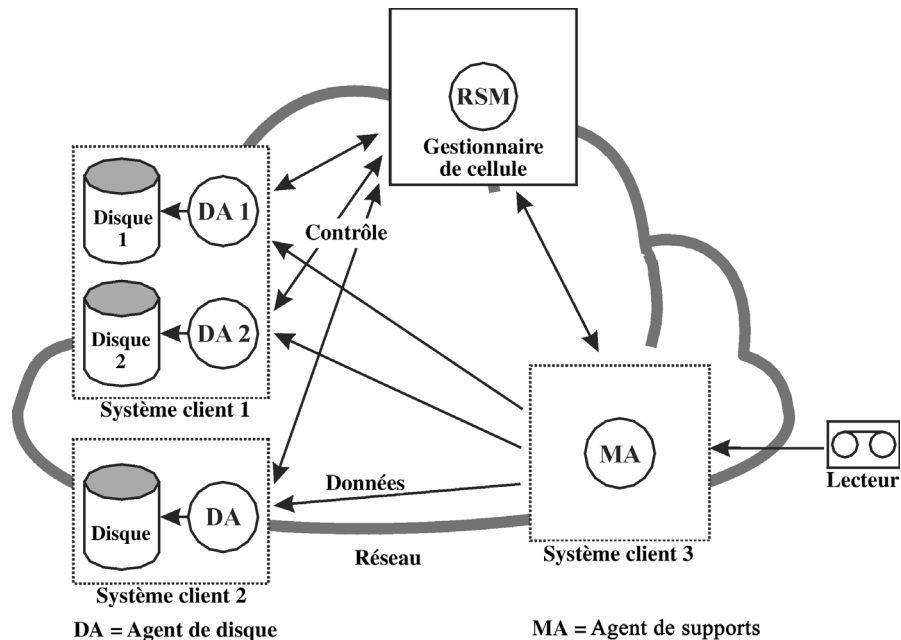 RSM
Gestionnaire
de cellule
Disque
1
DA 1
Contrôle
Disque
2
DA 2
Système client 1
MA
Lecteur
Données
Disque
DA
Réseau
Système client 3
Système client 2
DA = Agent de disque
MA = Agent de supports